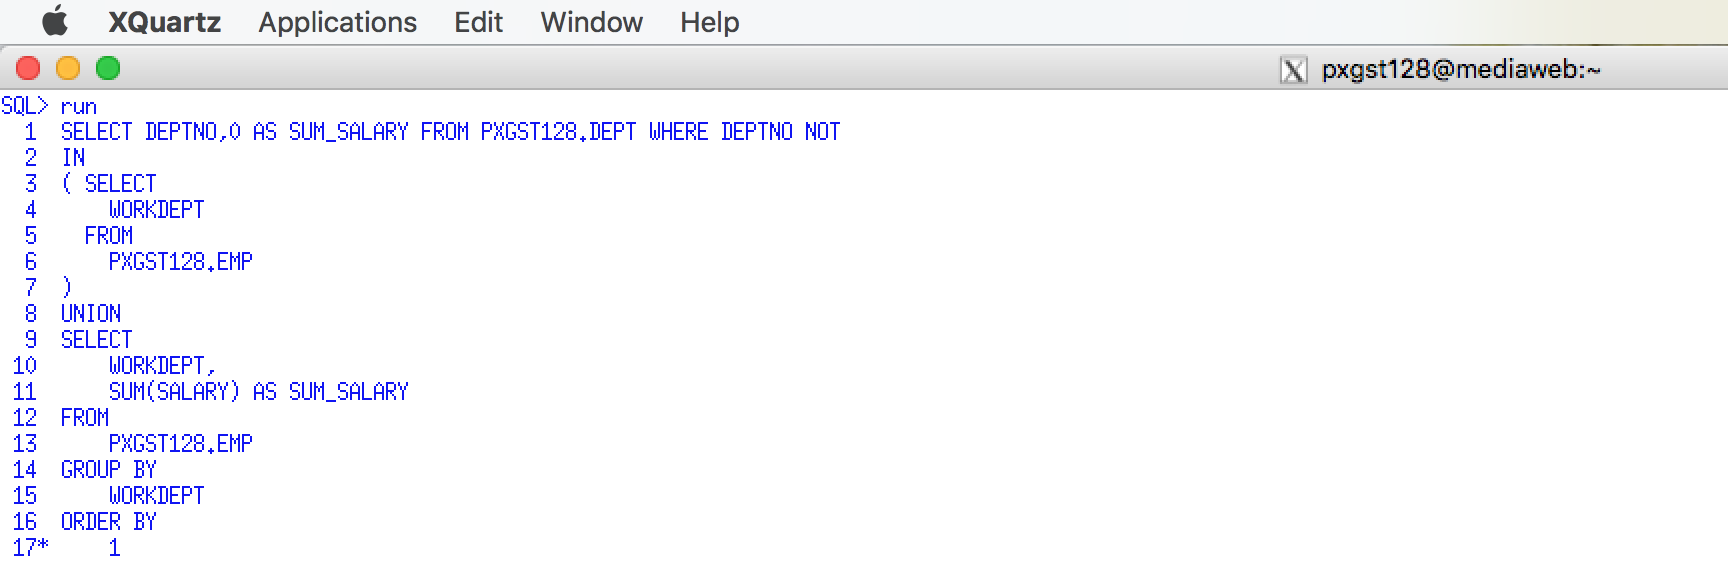 XQuartz Applications Edit Window Help
X pxgst128@mediaweb:~
SQL> run
1 SELECT DEPTNO,0 AS SUM_SALARY FROM PXGST128.DEPT WHERE DEPTNO NOT
2 IN
3 ( SELECT
4 WORKDEPT
5 FROM
6 PXGST128.EMP
7 )
8 UNION
9 SELECT
10 WORKDEPT,
11 SUM(SALARY) AS SUM_SALARY
12 FROM
13 PXGST128.EMP
14 GROUP BY
15 WORKDEPT
16 ORDER BY
17* 1